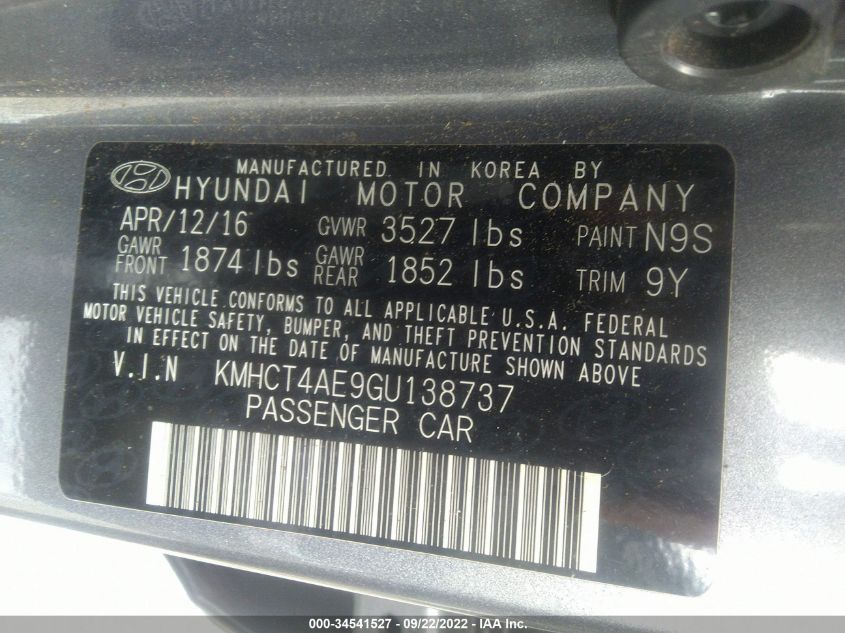 MANUFACTURED IN KOREA BY
HYUNDAI MOTOR COMPANY
APR/12/16 GVWR 3527 lbs PAINT N9S
GAWR FRONT 1874 lbs GAWR REAR 1852 lbs TRIM 9Y
THIS VEHICLE CONFORMS TO ALL APPLICABLE U.S.A. FEDERAL
MOTOR VEHICLE SAFETY, BUMPER, AND THEFT PREVENTION STANDARDS
IN EFFECT ON THE DATE OF MANUFACTURE SHOWN ABOVE
V.I.N KMHCT4AE9GU138737
PASSENGER CAR
000-34541527 - 09/22/2022 - IAA Inc.